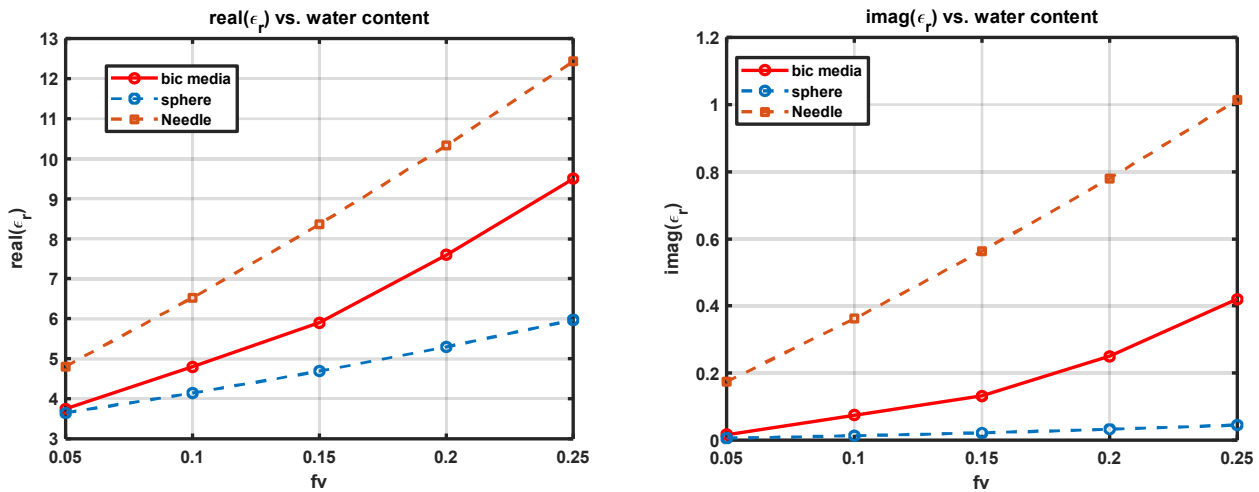 real(ϵr) vs. water content
13
12
11
10
9
8
7
6
5
4
3
real(ϵr)
bic media
sphere
Needle
0.05
0.1
0.15
0.2
0.25
fv
imag(ϵr) vs. water content
1.2
1
0.8
0.6
0.4
0.2
0
imag(ϵr)
bic media
sphere
Needle
0.05
0.1
0.15
0.2
0.25
fv